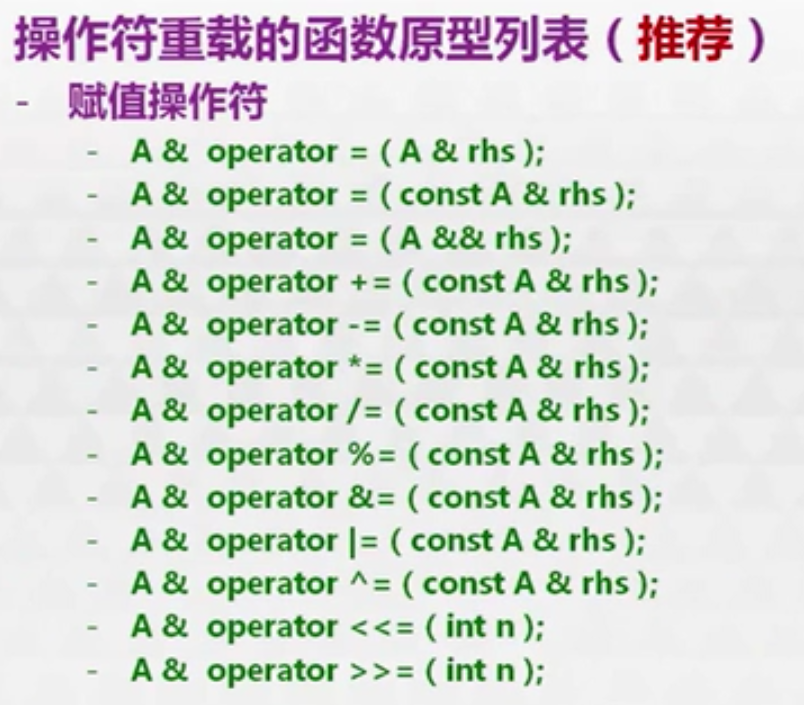 操作符重载的函数原型列表（推荐）
- 赋值操作符
- A & operator = ( A & rhs );
- A & operator = ( const A & rhs );
- A & operator = ( A && rhs );
- A & operator += ( const A & rhs );
- A & operator -= ( const A & rhs );
- A & operator *= ( const A & rhs );
- A & operator /= ( const A & rhs );
- A & operator %= ( const A & rhs );
- A & operator &= ( const A & rhs );
- A & operator |= ( const A & rhs );
- A & operator ^= ( const A & rhs );
- A & operator <<= ( int n );
- A & operator >>= ( int n );